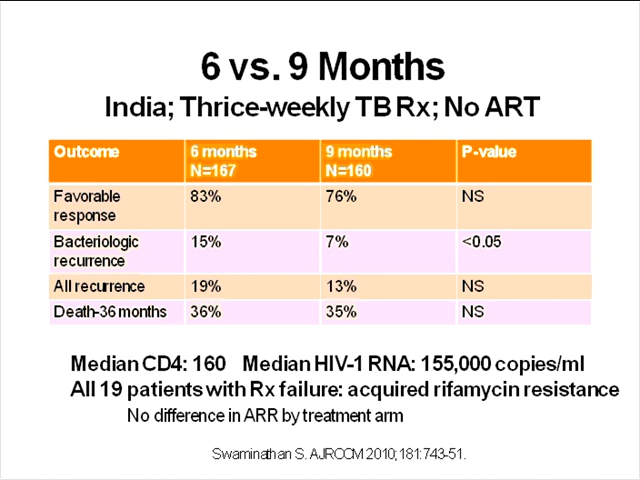 6 vs. 9 Months
India; Thrice-weekly TB Rx; No ART
Outcome 6 months 9 months P-value
N=167 N=160
Favorable 83% 76% NS
response
Bacteriologic 15% 7% <0.05
recurrence
All recurrence 19% 13% NS
Death-36 months 36% 35% NS
Median CD4: 160 Median HIV-1 RNA: 155,000 copies/ml
All 19 patients with Rx failure: acquired rifamycin resistance
No difference in ARR by treatment arm
Swaminathan S. AJRCCM 2010; 181:743-51.